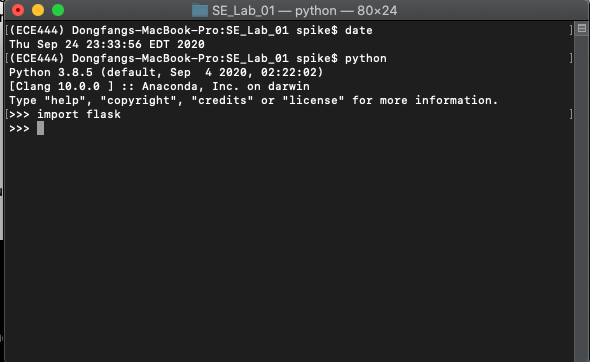 SE_Lab_01 — python — 80×24
[(ECE444) Dongfangs-MacBook-Pro:SE_Lab_01 spike$ date ]
Thu Sep 24 23:33:56 EDT 2020
[(ECE444) Dongfangs-MacBook-Pro:SE_Lab_01 spike$ python ]
Python 3.8.5 (default, Sep  4 2020, 02:22:02)
[Clang 10.0.0 ] :: Anaconda, Inc. on darwin
Type "help", "copyright", "credits" or "license" for more information.
[>>> import flask ]
>>>